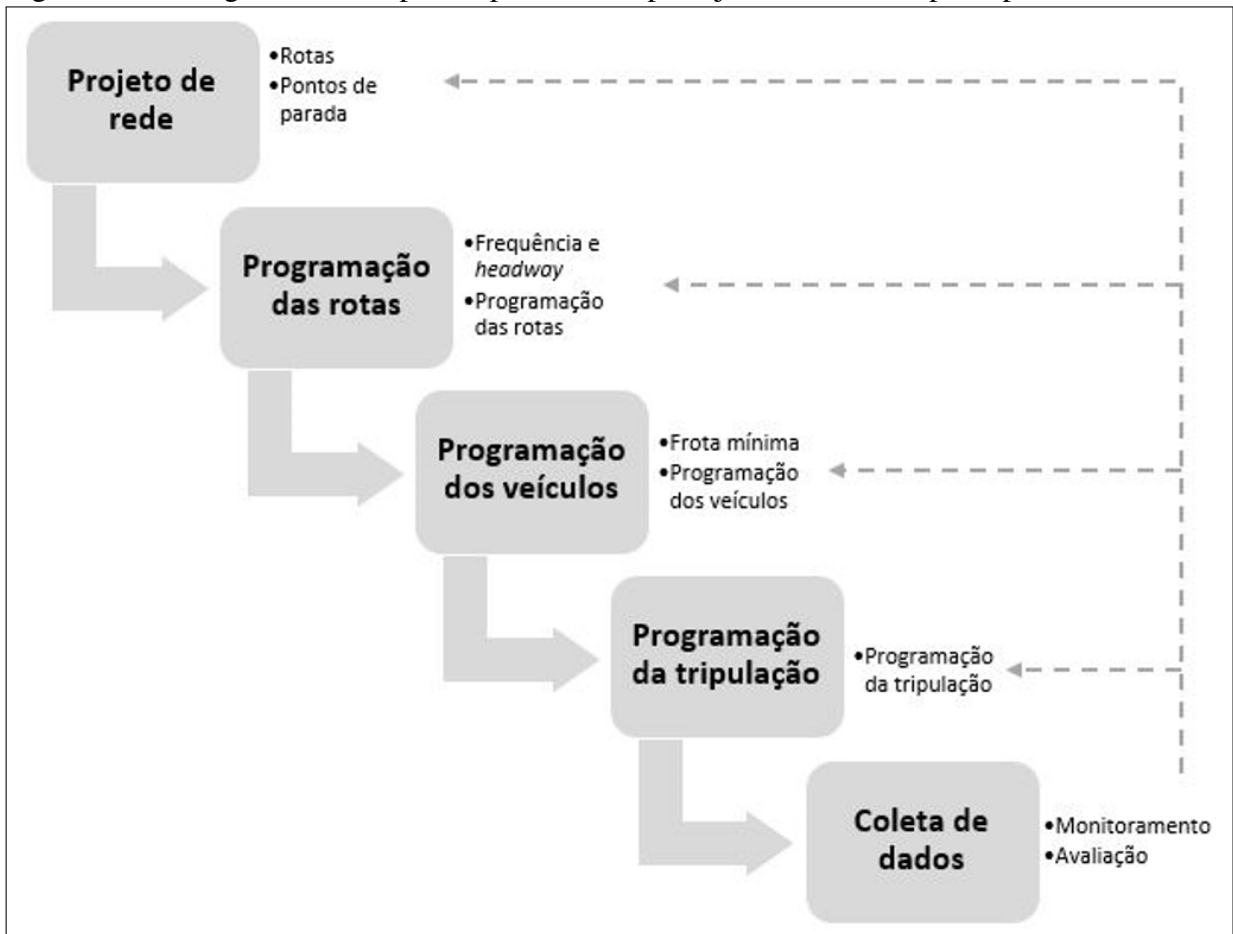 Projeto de
rede
•Rotas
•Pontos de
parada
Programação
das rotas
•Frequência e
headway
•Programação
das rotas
Programação
dos veículos
•Frota mínima
•Programação
dos veículos
Programação
da tripulação
•Programação
da tripulação
Coleta de
dados
•Monitoramento
•Avaliação